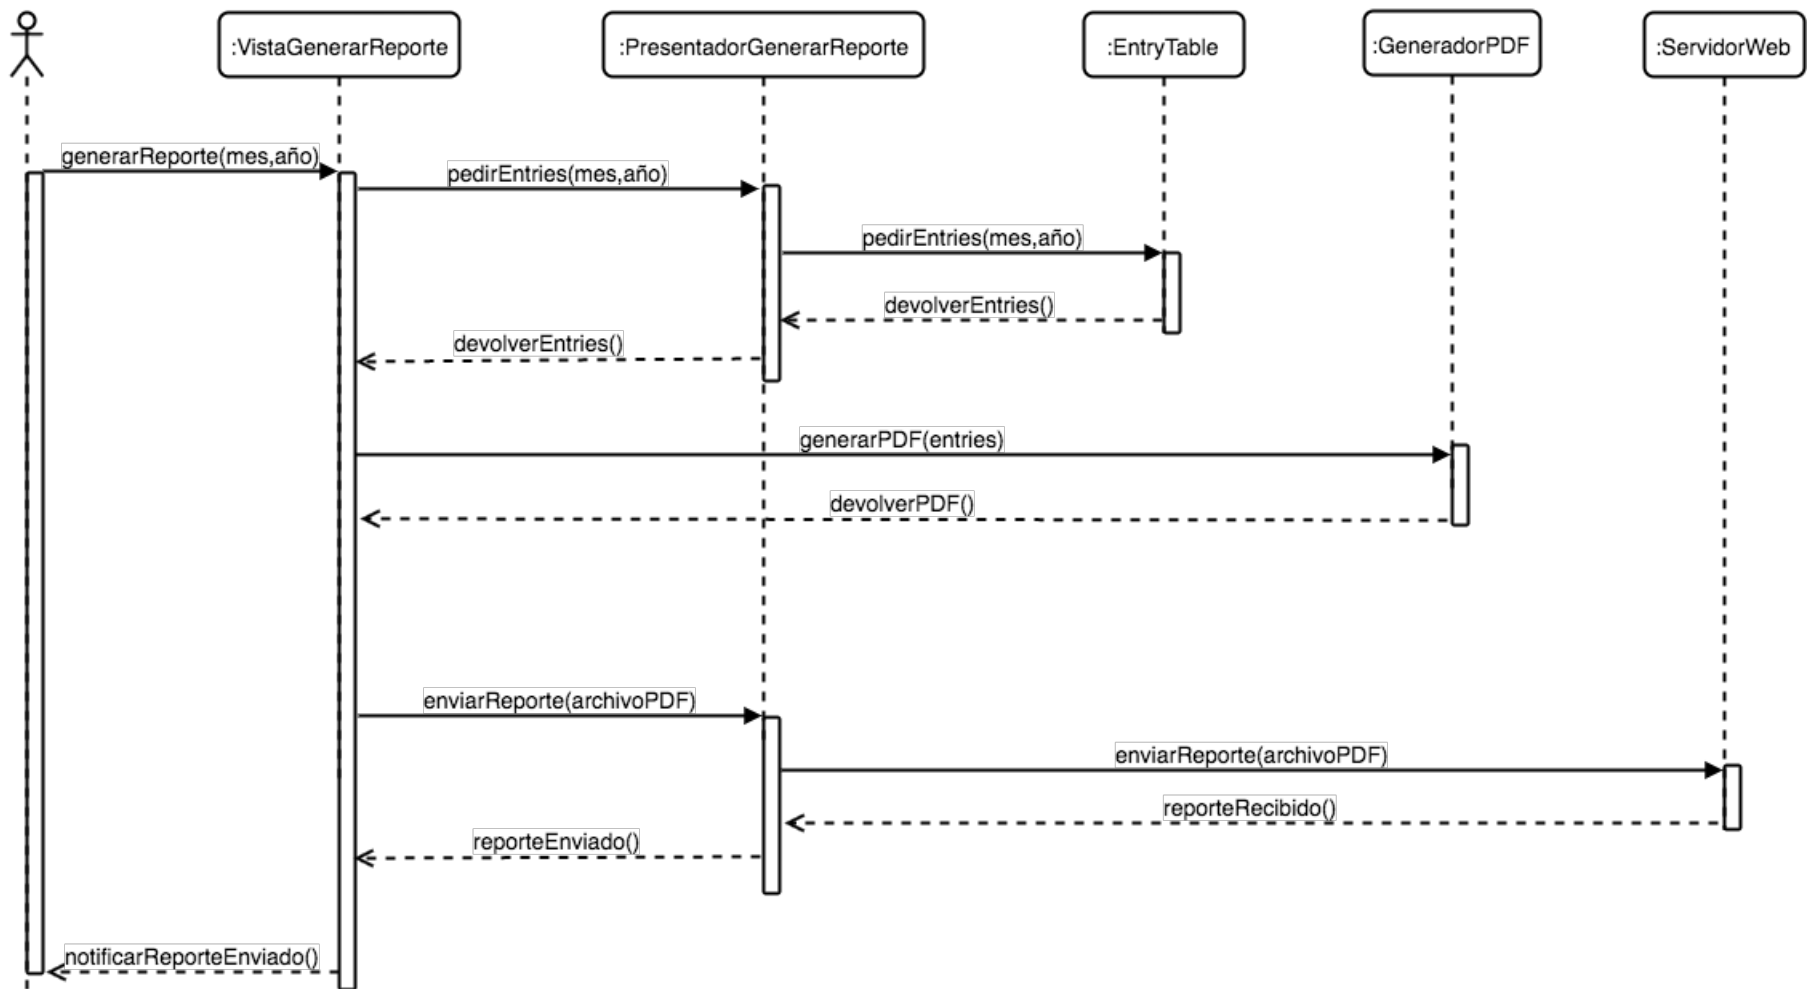 :VistaGenerarReporte
:PresentadorGenerarReporte
:EntryTable
:GeneradorPDF
:ServidorWeb
generarReporte(mes,año)
pedirEntries(mes,año)
pedirEntries(mes,año)
devolverEntries()
devolverEntries()
generarPDF(entries)
devolverPDF()
enviarReporte(archivoPDF)
enviarReporte(archivoPDF)
reporteRecibido()
reporteEnviado()
notificarReporteEnviado()